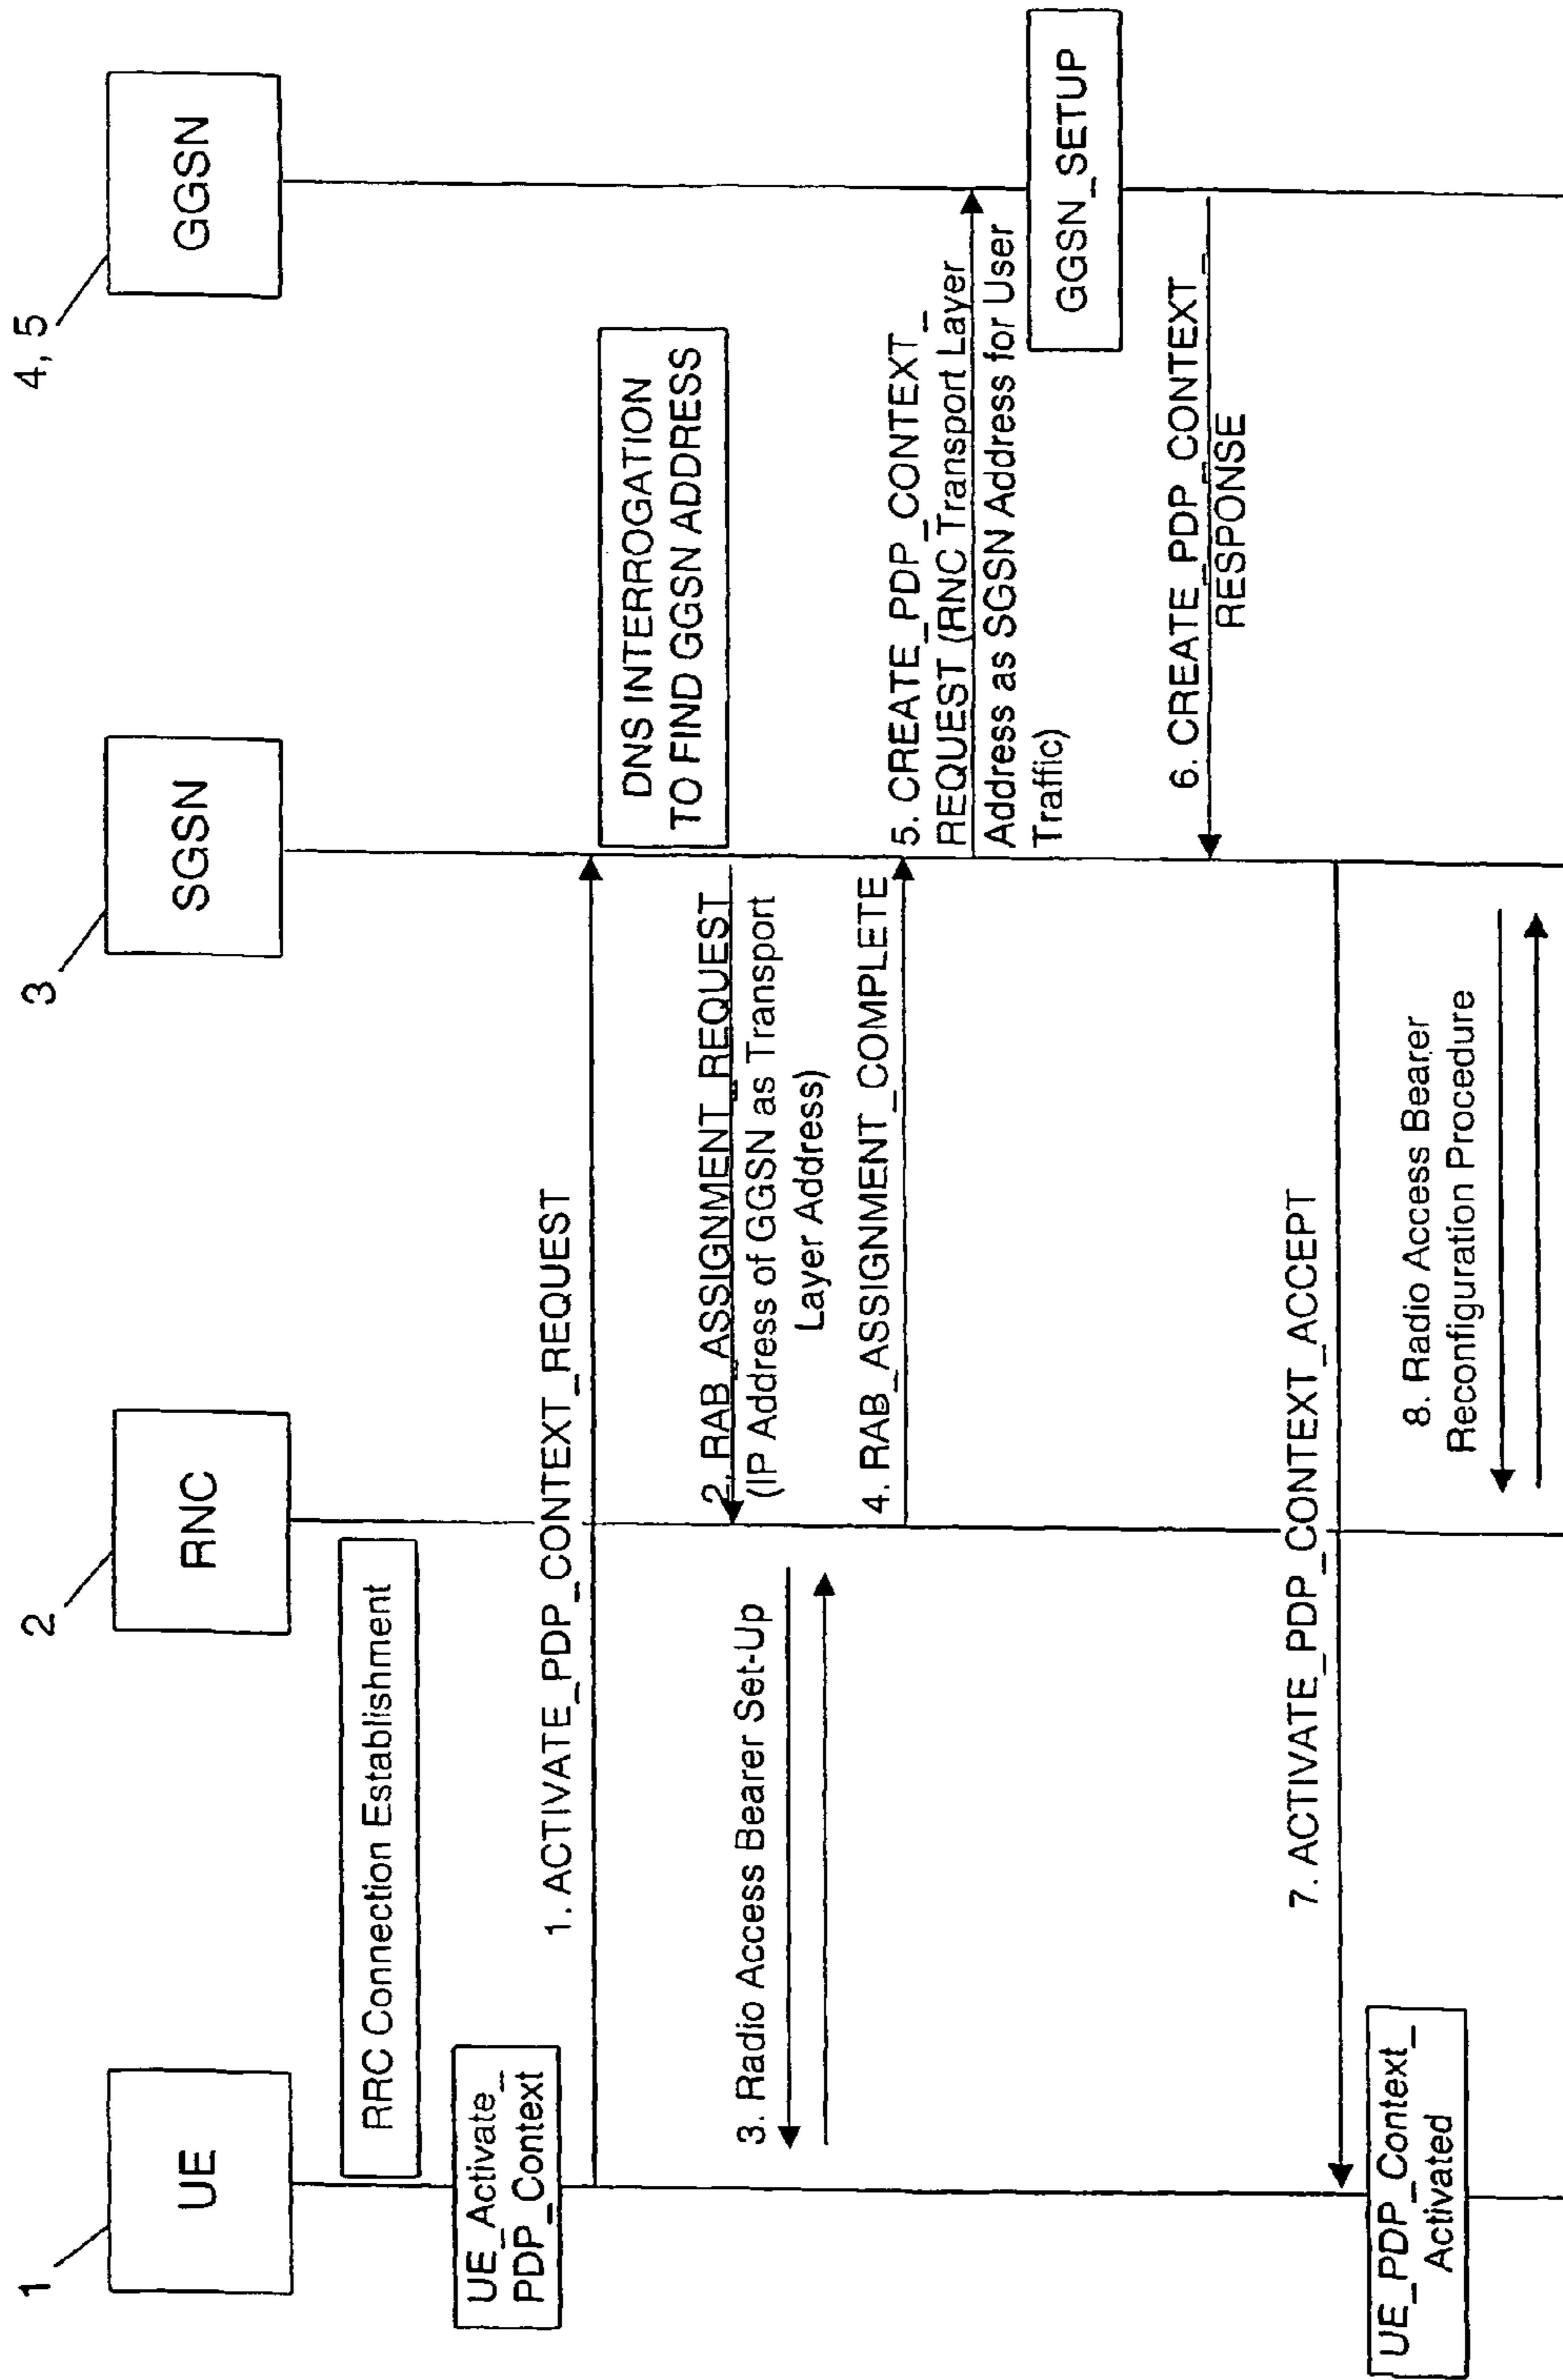 1
UE
2
RNC
3
SGSN
4, 5
GGSN
RRC Connection Establishment
UE_Activate_
PDP_Context
1. ACTIVATE_PDP_CONTEXT_REQUEST
DNS INTERROGATION
TO FIND GGSN ADDRESS
2. RAB_ASSIGNMENT_REQUEST
(IP Address of GGSN as Transport
Layer Address)
3. Radio Access Bearer Set-Up
4. RAB_ASSIGNMENT_COMPLETE
5. CREATE_PDP_CONTEXT_
REQUEST (RNC Transport Layer
Address as SGSN Address for User
Traffic)
GGSN_SETUP
6. CREATE_PDP_CONTEXT_
RESPONSE
7. ACTIVATE_PDP_CONTEXT_ACCEPT
UE_PDP_Context_
Activated
8. Radio Access Bearer
Reconfiguration Procedure